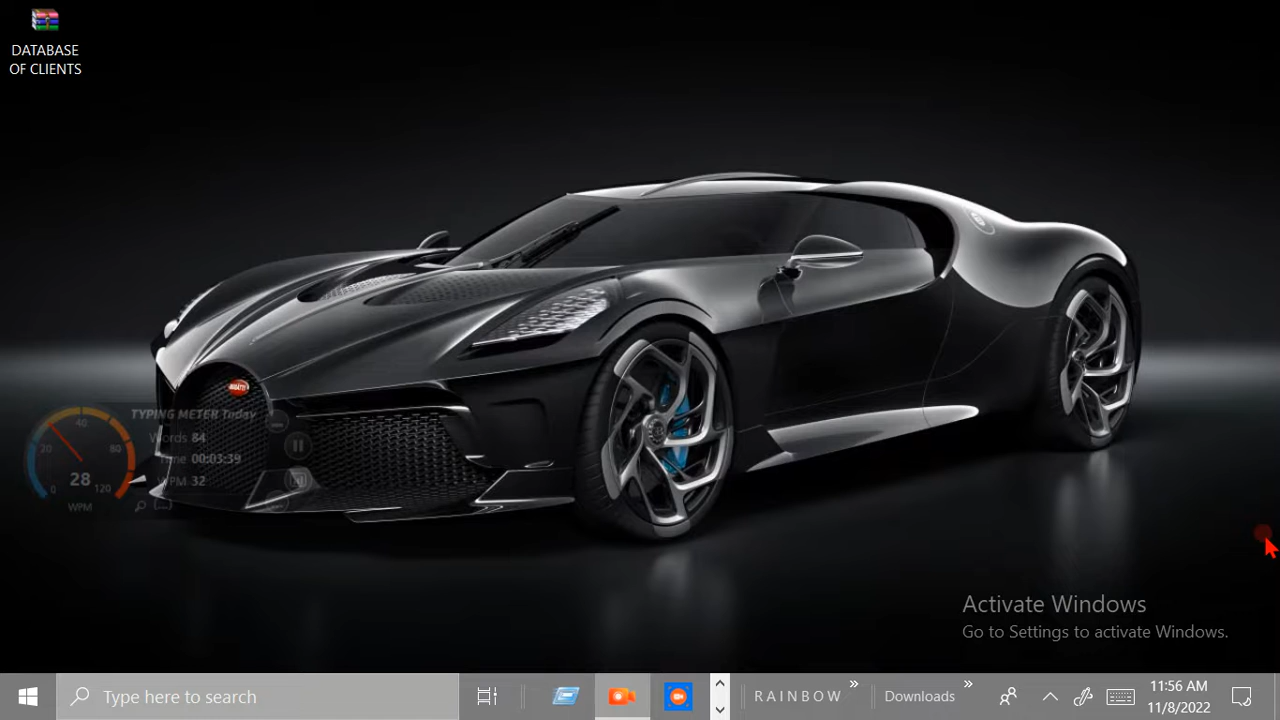 DATABASE
OF CLIENTS
TYPING METER Today
Words 84
Time 00:03:39
WPM 32
40
20
80
28
0
120
WPM
BUGATTI
Activate Windows
Go to Settings to activate Windows.
Type here to search
RAINBOW
»
Downloads
»
11:56 AM
11/8/2022